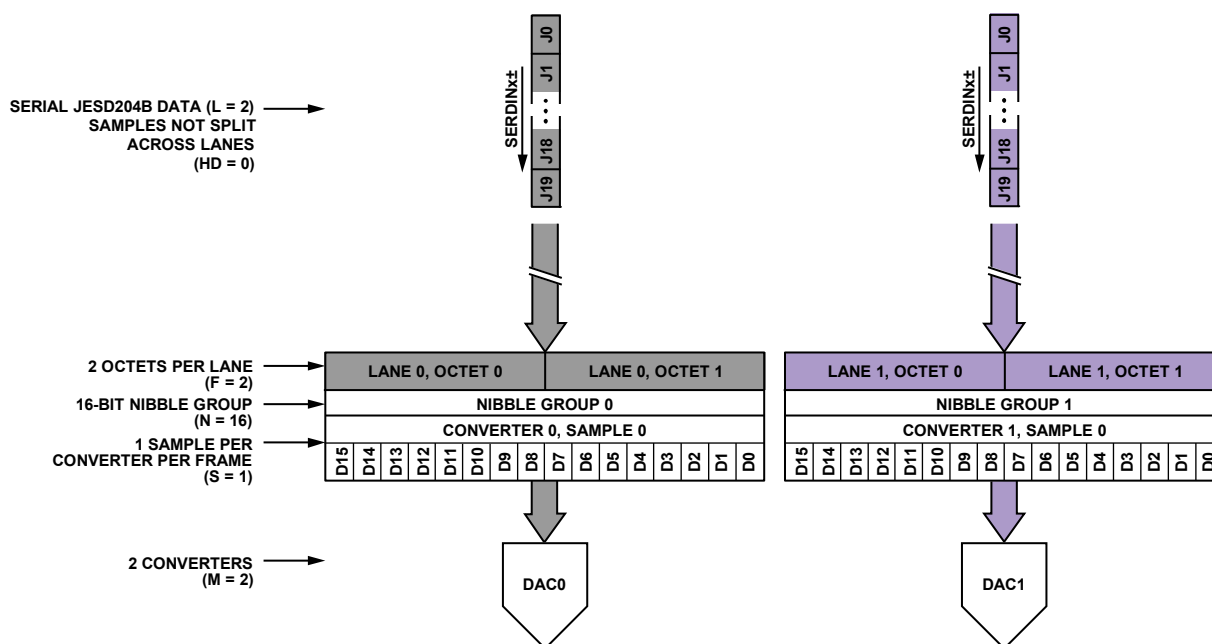 SERIAL JESD204B DATA (L = 2)
SAMPLES NOT SPLIT
ACROSS LANES
(HD = 0)
SERDINx±
J0
J1
J18
J19
SERDINx±
J0
J1
J18
J19
2 OCTETS PER LANE
(F = 2)
LANE 0, OCTET 0
LANE 0, OCTET 1
LANE 1, OCTET 0
LANE 1, OCTET 1
16-BIT NIBBLE GROUP
(N = 16)
NIBBLE GROUP 0
NIBBLE GROUP 1
1 SAMPLE PER
CONVERTER PER FRAME
(S = 1)
CONVERTER 0, SAMPLE 0
CONVERTER 1, SAMPLE 0
D15 D14 D13 D12 D11 D10 D9 D8 D7 D6 D5 D4 D3 D2 D1 D0
D15 D14 D13 D12 D11 D10 D9 D8 D7 D6 D5 D4 D3 D2 D1 D0
2 CONVERTERS
(M = 2)
DAC0
DAC1